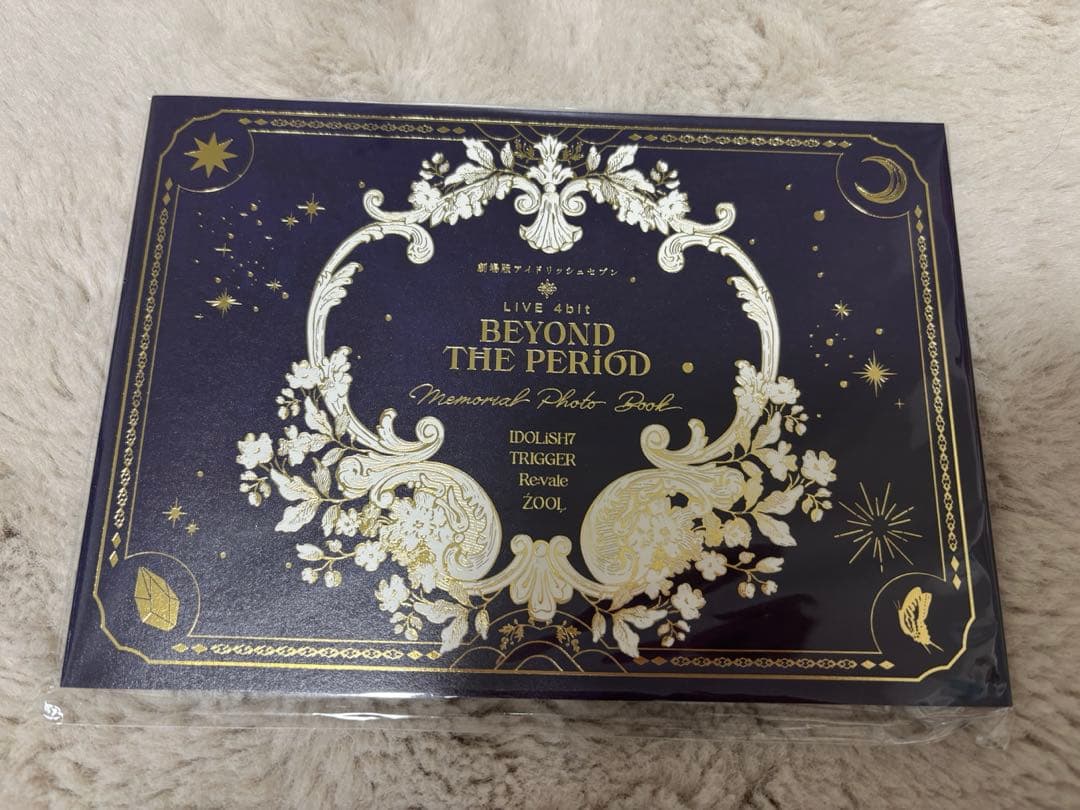 劇場版アイドリッシュセブン
LIVE 4bit
BEYOND
THE PERiOD
Memorial Photo Book
IDOLiSH7
TRIGGER
Re:vale
ŹOOĻ